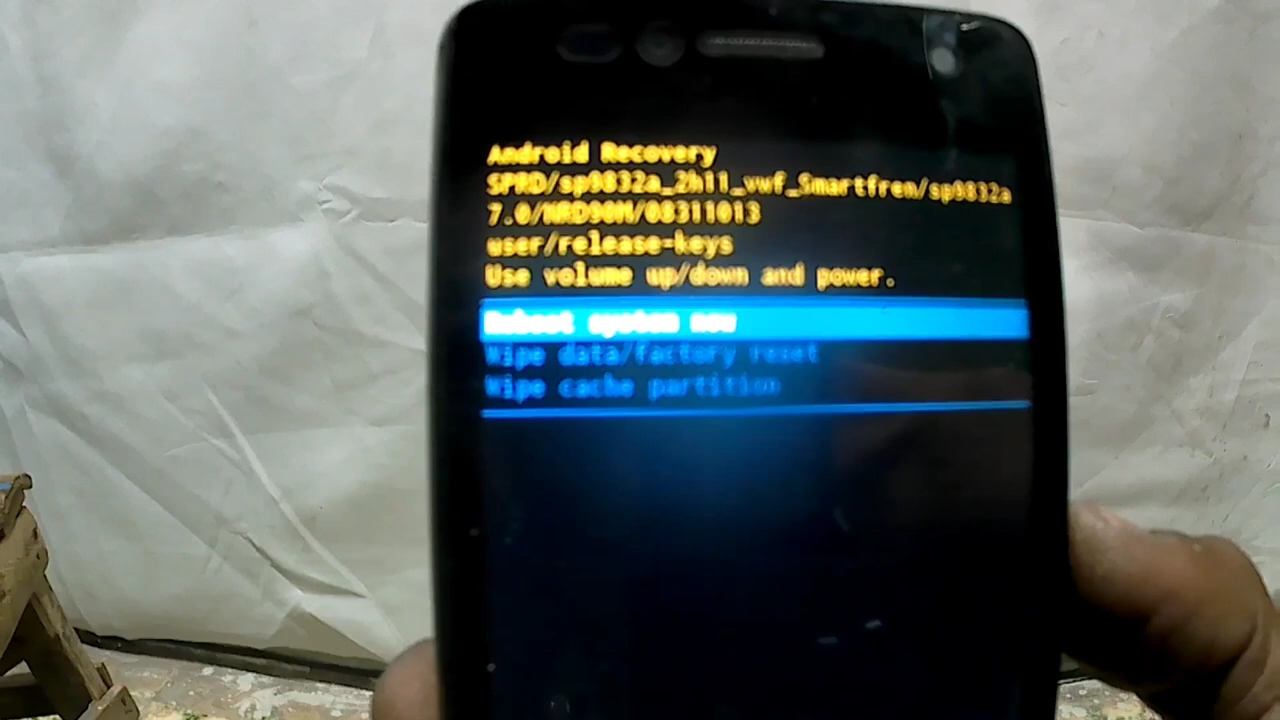 Android Recovery
SPRD/sp9832a_2h11_vwf_Smartfren/sp9832a
7.0/NRD90M/08311013
user/release-keys
Use volume up/down and power.
Reboot system now
Wipe data/factory reset
Wipe cache partition